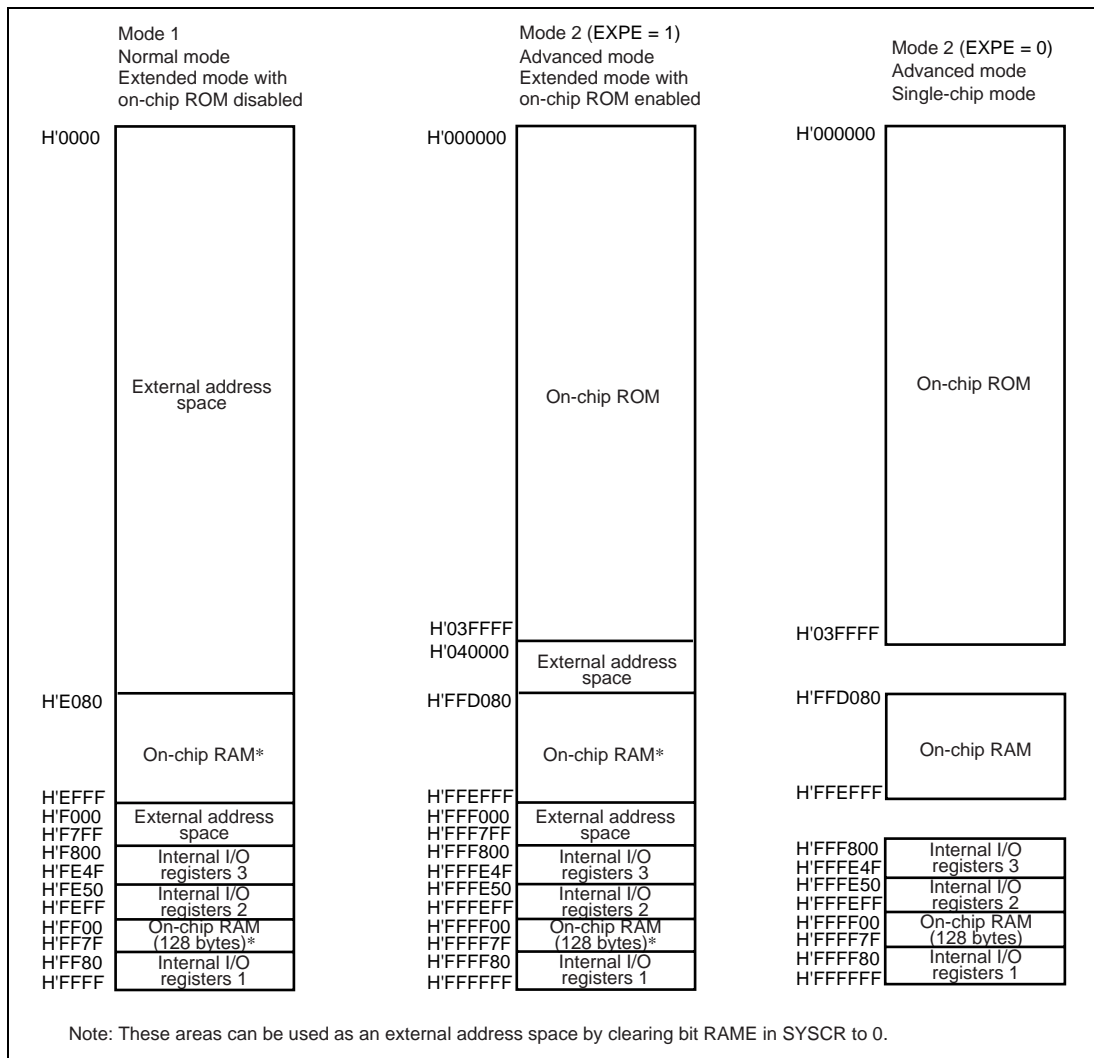 Mode 1
Normal mode
Extended mode with
on-chip ROM disabled
H'0000
External address
space
H'E080
On-chip RAM*
H'EFFF
H'F000
External address
space
H'F7FF
H'F800
Internal I/O
registers 3
H'FE4F
H'FE50
Internal I/O
registers 2
H'FEFF
H'FF00
On-chip RAM
(128 bytes)*
H'FF7F
H'FF80
Internal I/O
registers 1
H'FFFF
Mode 2 (EXPE = 1)
Advanced mode
Extended mode with
on-chip ROM enabled
H'000000
On-chip ROM
H'03FFFF
H'040000
External address
space
H'FFD080
On-chip RAM*
H'FFEFFF
H'FFF000
External address
space
H'FFF7FF
H'FFF800
Internal I/O
registers 3
H'FFFE4F
H'FFFE50
Internal I/O
registers 2
H'FFFEFF
H'FFFF00
On-chip RAM
(128 bytes)*
H'FFFF7F
H'FFFF80
Internal I/O
registers 1
H'FFFFFF
Mode 2 (EXPE = 0)
Advanced mode
Single-chip mode
H'000000
On-chip ROM
H'03FFFF
H'FFD080
On-chip RAM
H'FFEFFF
H'FFF800
Internal I/O
registers 3
H'FFFE4F
H'FFFE50
Internal I/O
registers 2
H'FFFEFF
H'FFFF00
On-chip RAM
(128 bytes)
H'FFFF7F
H'FFFF80
Internal I/O
registers 1
H'FFFFFF
Note: These areas can be used as an external address space by clearing bit RAME in SYSCR to 0.